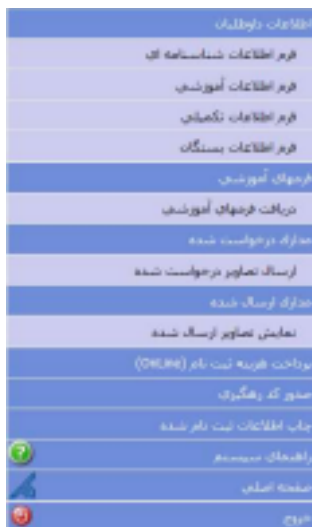 اطلاعات داوطلبان
فرم اطلاعات شناسنامه ای
فرم اطلاعات آموزشی
فرم اطلاعات تکمیلی
فرم اطلاعات بستگان
فرمهای آموزشی
دریافت فرمهای آموزشی
مدارک درخواست شده
ارسال تصاویر درخواست شده
مدارک ارسال شده
نمایش تصاویر ارسال شده
پرداخت هزینه ثبت نام (OnLine)
صدور کد رهگیری
چاپ اطلاعات ثبت نام شده
راهنمای سیستم
صفحه اصلی
خروج